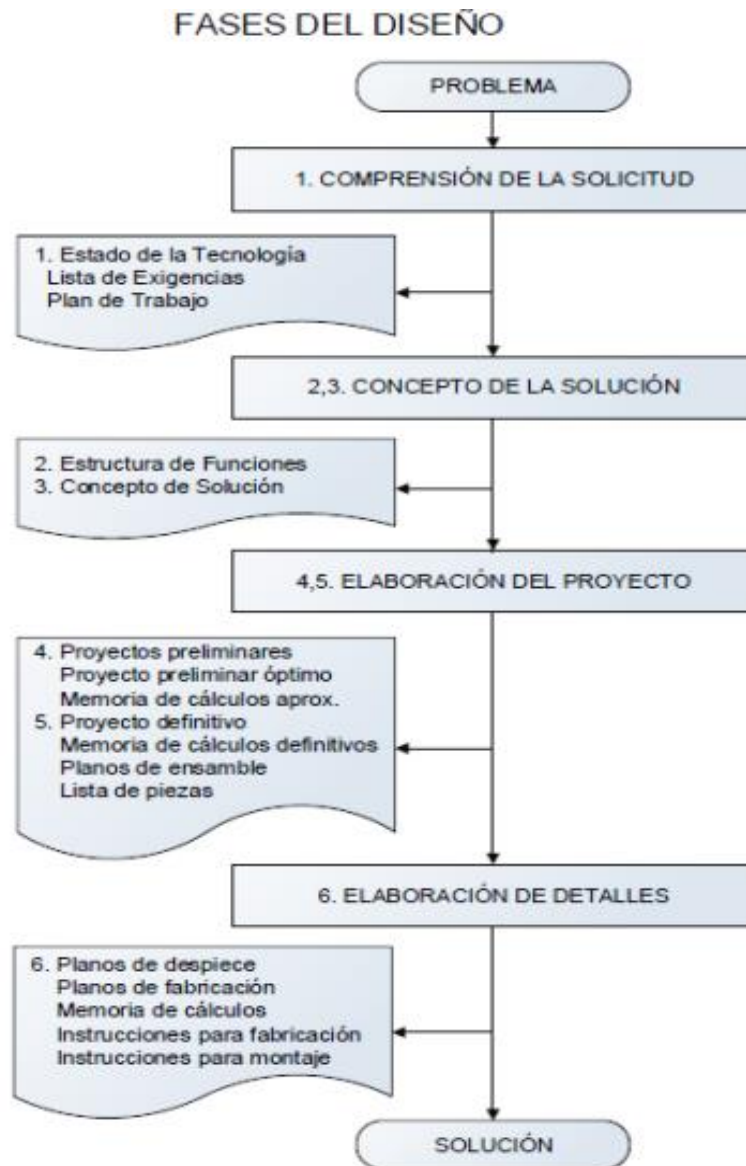 FASES DEL DISEÑO
PROBLEMA
1. COMPRENSIÓN DE LA SOLICITUD
1. Estado de la Tecnología
Lista de Exigencias
Plan de Trabajo
2,3. CONCEPTO DE LA SOLUCIÓN
2. Estructura de Funciones
3. Concepto de Solución
4,5. ELABORACIÓN DEL PROYECTO
4. Proyectos preliminares
Proyecto preliminar óptimo
Memoria de cálculos aprox.
5. Proyecto definitivo
Memoria de cálculos definitivos
Planos de ensamble
Lista de piezas
6. ELABORACIÓN DE DETALLES
6. Planos de despiece
Planos de fabricación
Memoria de cálculos
Instrucciones para fabricación
Instrucciones para montaje
SOLUCIÓN